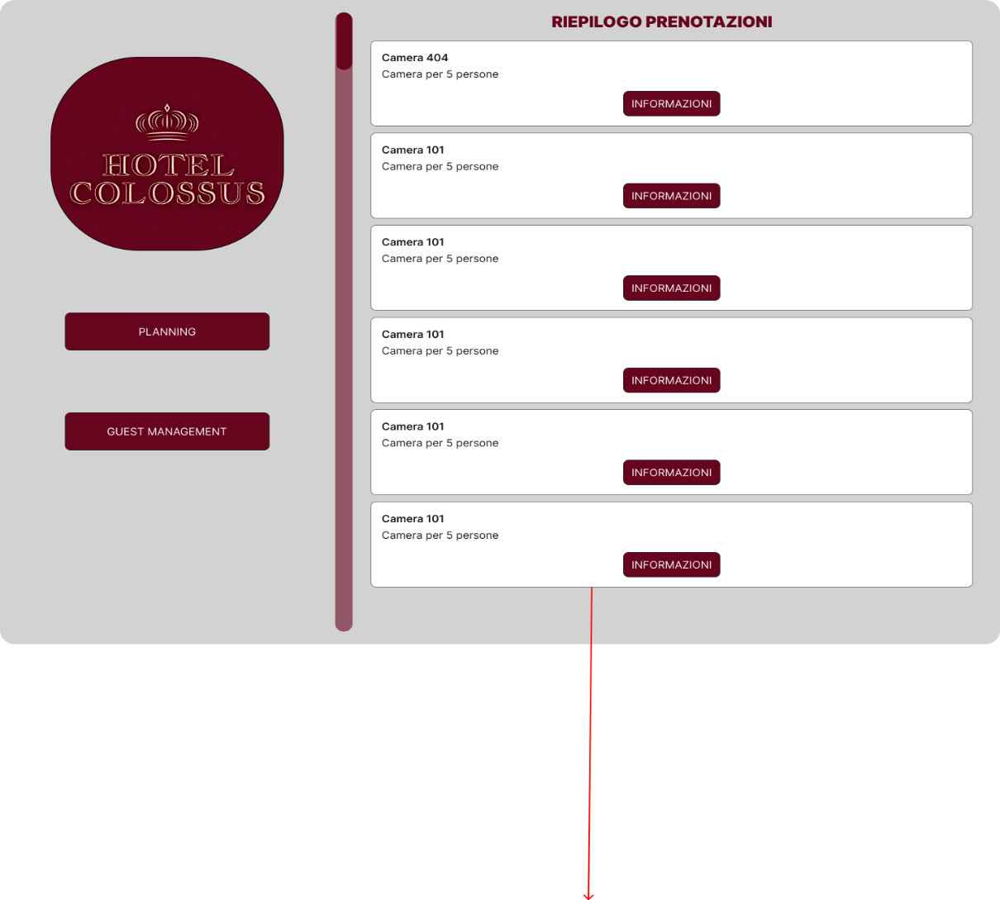 HOTEL
COLOSSUS
PLANNING
GUEST MANAGEMENT
RIEPILOGO PRENOTAZIONI
Camera 404
Camera per 5 persone
INFORMAZIONI
Camera 101
Camera per 5 persone
INFORMAZIONI
Camera 101
Camera per 5 persone
INFORMAZIONI
Camera 101
Camera per 5 persone
INFORMAZIONI
Camera 101
Camera per 5 persone
INFORMAZIONI
Camera 101
Camera per 5 persone
INFORMAZIONI